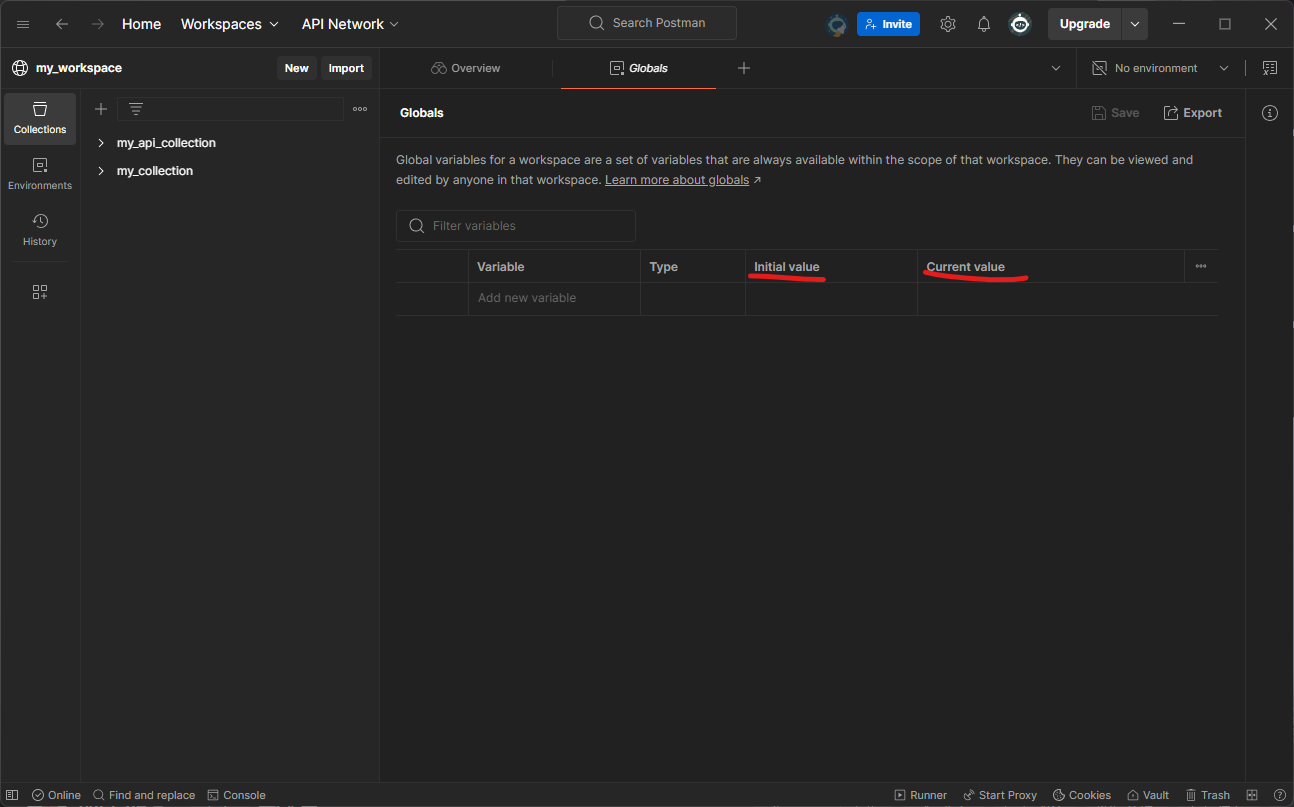 Home Workspaces API Network Search Postman Invite Upgrade
my_workspace New Import Overview Globals No environment
Collections
Environments
History
my_api_collection
my_collection
Globals Save Export
Global variables for a workspace are a set of variables that are always available within the scope of that workspace. They can be viewed and
edited by anyone in that workspace. Learn more about globals ↗
Filter variables
Variable Type Initial value Current value
Add new variable
Online Find and replace Console Runner Start Proxy Cookies Vault Trash